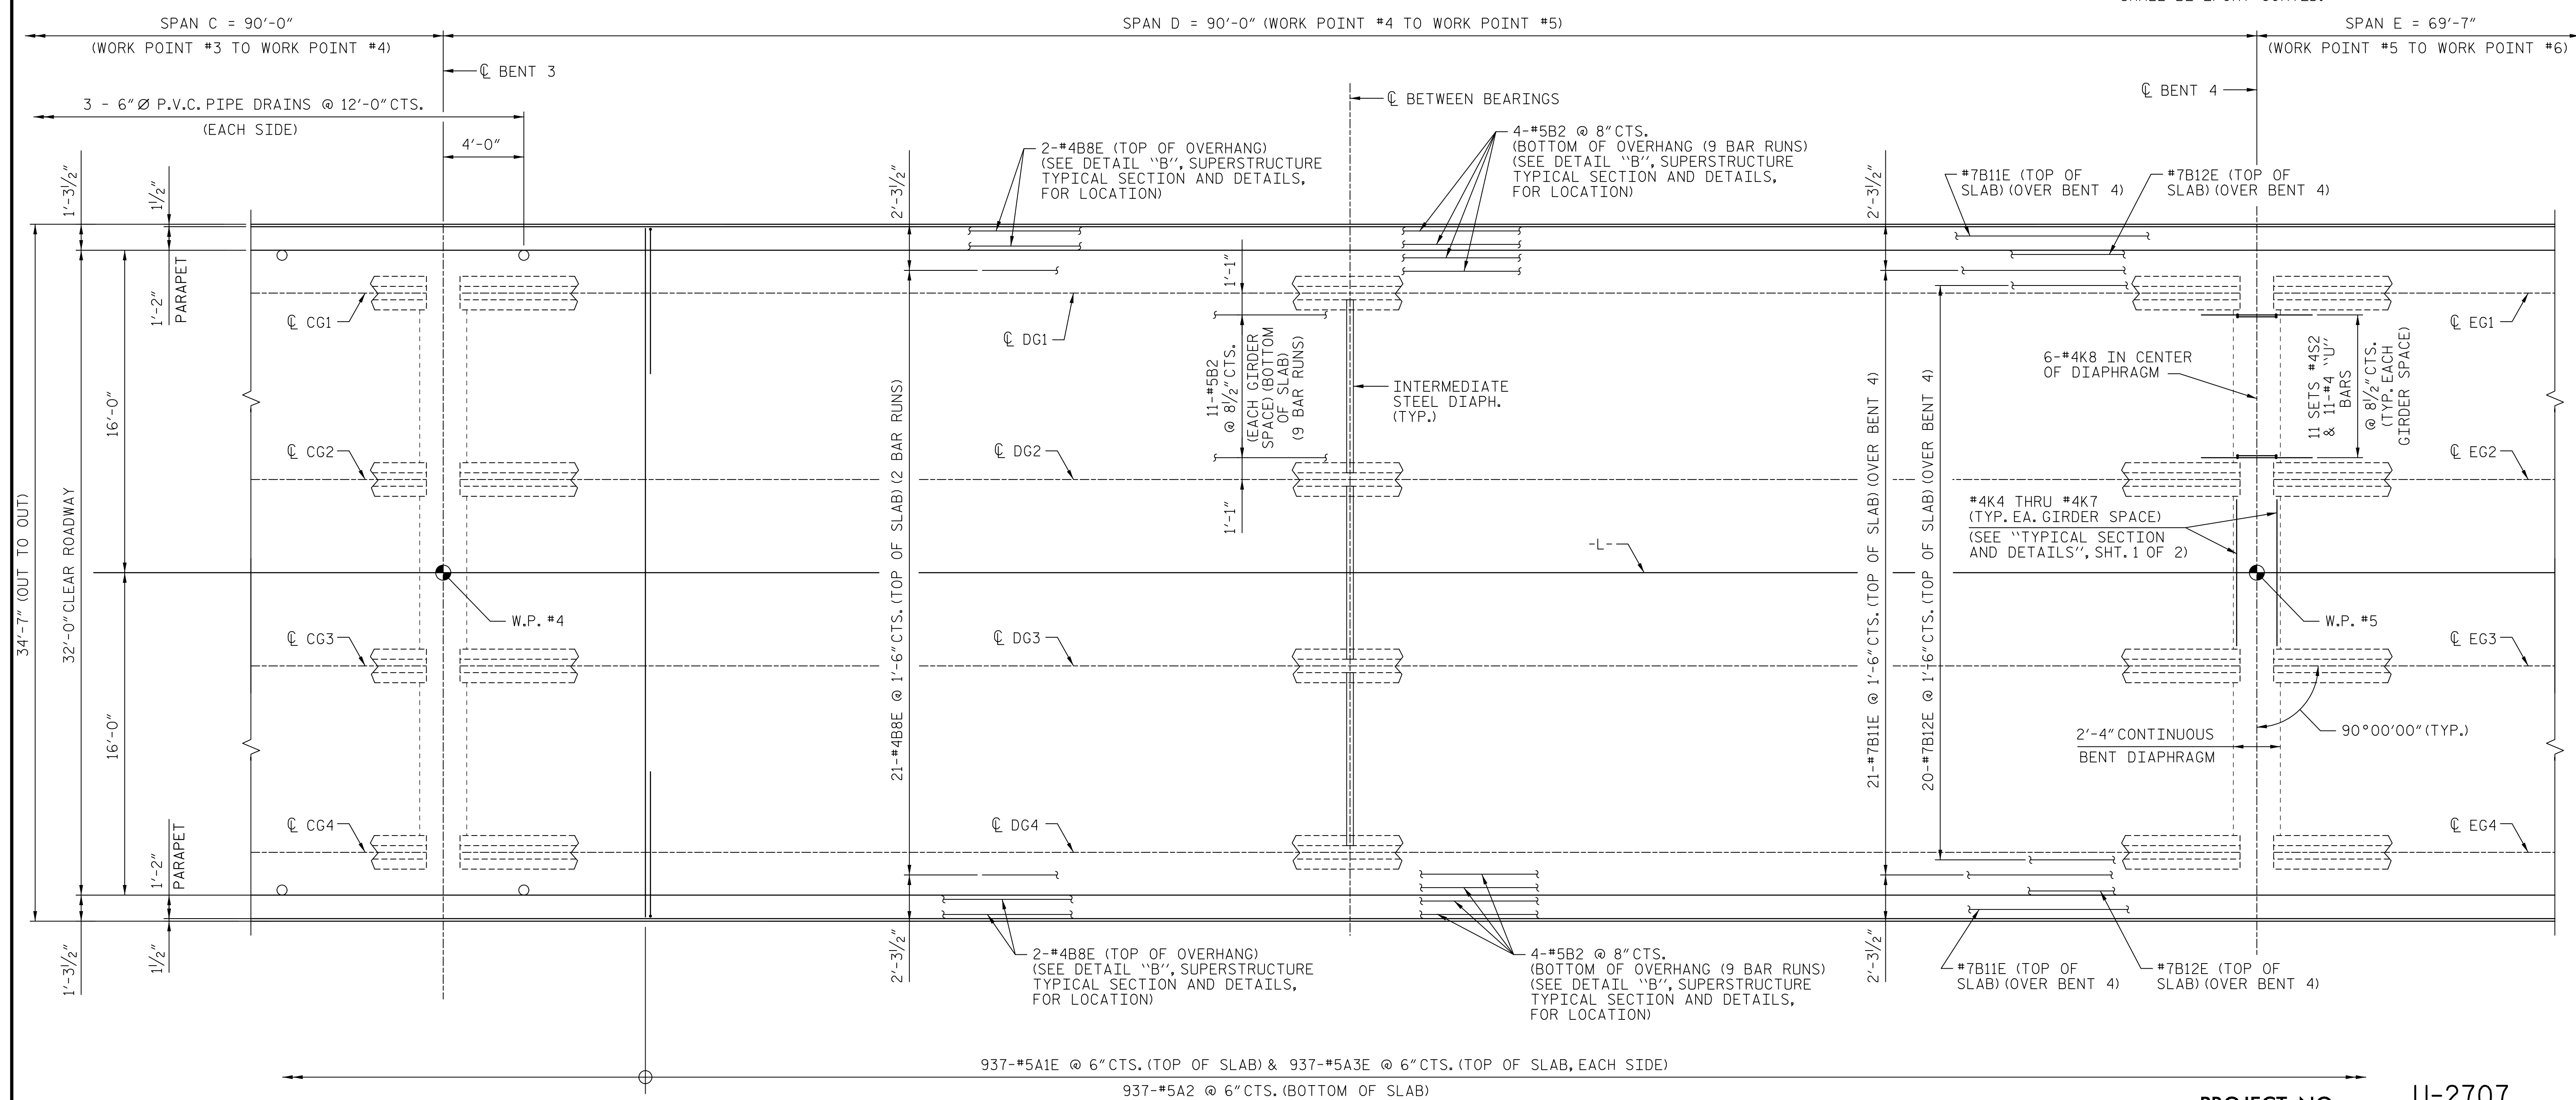 SPAN C = 90'-0"
(WORK POINT #3 TO WORK POINT #4)
SPAN D = 90'-0" (WORK POINT #4 TO WORK POINT #5)
SPAN E = 69'-7"
(WORK POINT #5 TO WORK POINT #6)
℄ BENT 3
℄ BETWEEN BEARINGS
℄ BENT 4
3 - 6"Ø P.V.C. PIPE DRAINS @ 12'-0" CTS.
(EACH SIDE)
4'-0"
2-#4B8E (TOP OF OVERHANG)
(SEE DETAIL ``B'', SUPERSTRUCTURE
TYPICAL SECTION AND DETAILS,
FOR LOCATION)
4-#5B2 @ 8" CTS.
(BOTTOM OF OVERHANG (9 BAR RUNS)
(SEE DETAIL ``B'', SUPERSTRUCTURE
TYPICAL SECTION AND DETAILS,
FOR LOCATION)
#7B11E (TOP OF
SLAB) (OVER BENT 4)
#7B12E (TOP OF
SLAB) (OVER BENT 4)
1'-3½"
1½"
2'-3½"
2'-3½"
1'-2"
PARAPET
34'-7" (OUT TO OUT)
32'-0" CLEAR ROADWAY
16'-0"
16'-0"
℄ CG1
℄ CG2
℄ CG3
℄ CG4
W.P. #4
21-#4B8E @ 1'-6" CTS. (TOP OF SLAB) (2 BAR RUNS)
℄ DG1
℄ DG2
℄ DG3
℄ DG4
1'-1"
11-#5B2
@ 8½" CTS.
(EACH GIRDER
SPACE) (BOTTOM
OF SLAB)
(9 BAR RUNS)
1'-1"
INTERMEDIATE
STEEL DIAPH.
(TYP.)
-L-
21-#7B11E @ 1'-6" CTS. (TOP OF SLAB) (OVER BENT 4)
20-#7B12E @ 1'-6" CTS. (TOP OF SLAB) (OVER BENT 4)
6-#4K8 IN CENTER
OF DIAPHRAGM
11 SETS #4S2
& 11-#4 ``U''
BARS
@ 8½" CTS.
(TYP. EACH
GIRDER SPACE)
#4K4 THRU #4K7
(TYP. EA. GIRDER SPACE)
(SEE ``TYPICAL SECTION
AND DETAILS'', SHT. 1 OF 2)
℄ EG1
℄ EG2
℄ EG3
℄ EG4
W.P. #5
90°00'00" (TYP.)
2'-4" CONTINUOUS
BENT DIAPHRAGM
1'-2"
PARAPET
1'-3½"
1½"
2'-3½"
2'-3½"
2-#4B8E (TOP OF OVERHANG)
(SEE DETAIL ``B'', SUPERSTRUCTURE
TYPICAL SECTION AND DETAILS,
FOR LOCATION)
4-#5B2 @ 8" CTS.
(BOTTOM OF OVERHANG (9 BAR RUNS)
(SEE DETAIL ``B'', SUPERSTRUCTURE
TYPICAL SECTION AND DETAILS,
FOR LOCATION)
#7B11E (TOP OF
SLAB) (OVER BENT 4)
#7B12E (TOP OF
SLAB) (OVER BENT 4)
937-#5A1E @ 6" CTS. (TOP OF SLAB) & 937-#5A3E @ 6" CTS. (TOP OF SLAB, EACH SIDE)
937-#5A2 @ 6" CTS. (BOTTOM OF SLAB)
PROJECT NO.
U-2707